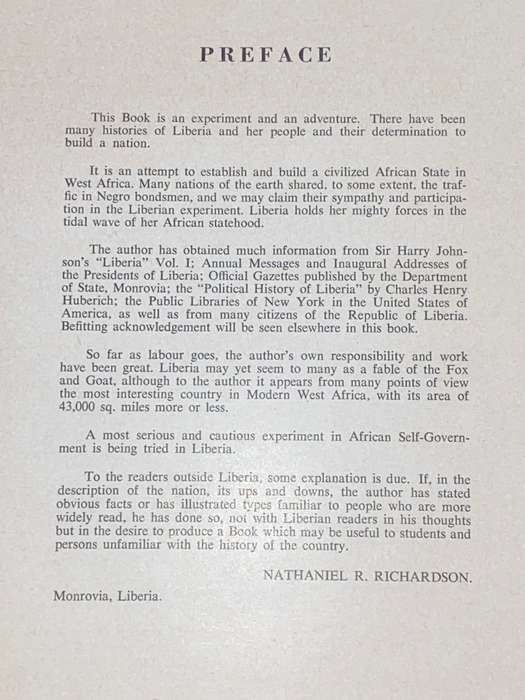 PREFACE
This Book is an experiment and an adventure. There have been
many histories of Liberia and her people and their determination to
build a nation.
It is an attempt to establish and build a civilized African State in
West Africa. Many nations of the earth shared, to some extent, the traf-
fic in Negro bondsmen, and we may claim their sympathy and participa-
tion in the Liberian experiment. Liberia holds her mighty forces in the
tidal wave of her African statehood.
The author has obtained much information from Sir Harry John-
son's "Liberia" Vol. I; Annual Messages and Inaugural Addresses of
the Presidents of Liberia; Official Gazettes published by the Department
of State, Monrovia; the "Political History of Liberia" by Charles Henry
Huberich; the Public Libraries of New York in the United States of
America, as well as from many citizens of the Republic of Liberia.
Befitting acknowledgement will be seen elsewhere in this book.
So far as labour goes, the author's own responsibility and work
have been great. Liberia may yet seem to many as a fable of the Fox
and Goat, although to the author it appears from many points of view
the most interesting country in Modern West Africa, with its area of
43,000 sq. miles more or less.
A most serious and cautious experiment in African Self-Govern-
ment is being tried in Liberia.
To the readers outside Liberia, some explanation is due. If, in the
description of the nation, its ups and downs, the author has stated
obvious facts or has illustrated types familiar to people who are more
widely read, he has done so, not with Liberian readers in his thoughts
but in the desire to produce a Book which may be useful to students and
persons unfamiliar with the history of the country.
NATHANIEL R. RICHARDSON.
Monrovia, Liberia.